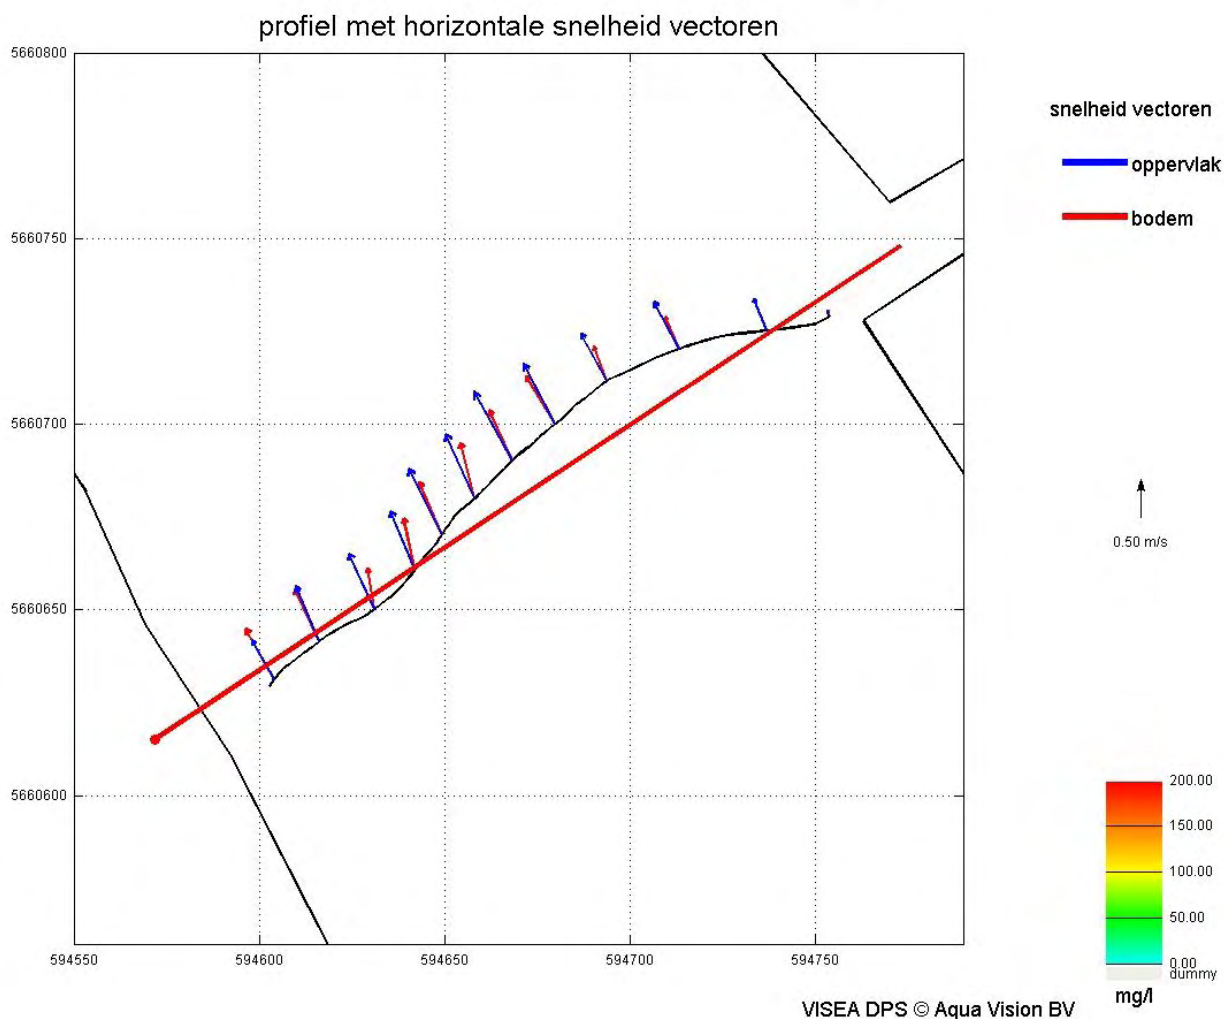 profiel met horizontale snelheid vectoren
5660800
5660750
5660700
5660650
5660600
594550
594600
594650
594700
594750
snelheid vectoren
oppervlak
bodem
0.50 m/s
200.00
150.00
100.00
50.00
0.00
dummy
mg/l
VISEA DPS © Aqua Vision BV